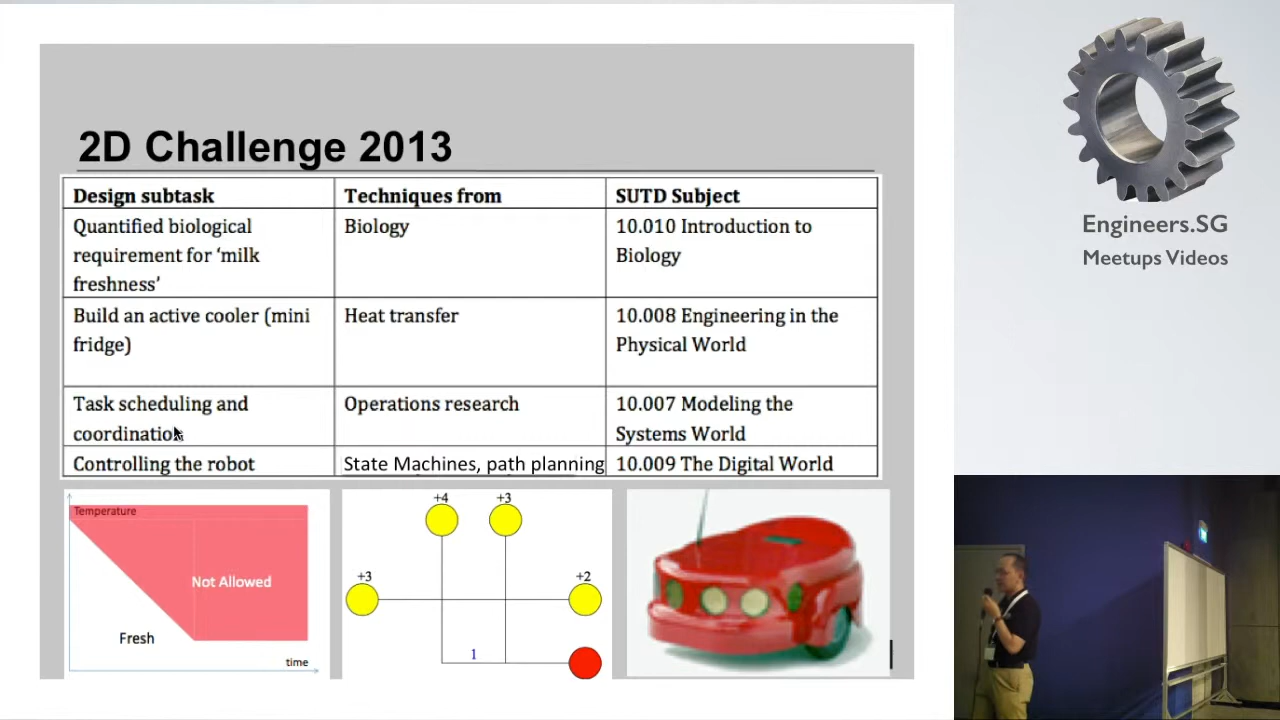 2D Challenge 2013
Design subtask
Techniques from
SUTD Subject
Quantified biological
requirement for ‘milk
freshness’
Biology
10.010 Introduction to
Biology
Build an active cooler (mini
fridge)
Heat transfer
10.008 Engineering in the
Physical World
Task scheduling and
coordination
Operations research
10.007 Modeling the
Systems World
Controlling the robot
State Machines, path planning
10.009 The Digital World
Temperature
Not Allowed
Fresh
time
+4
+3
+3
+2
1
Engineers.SG
Meetups Videos